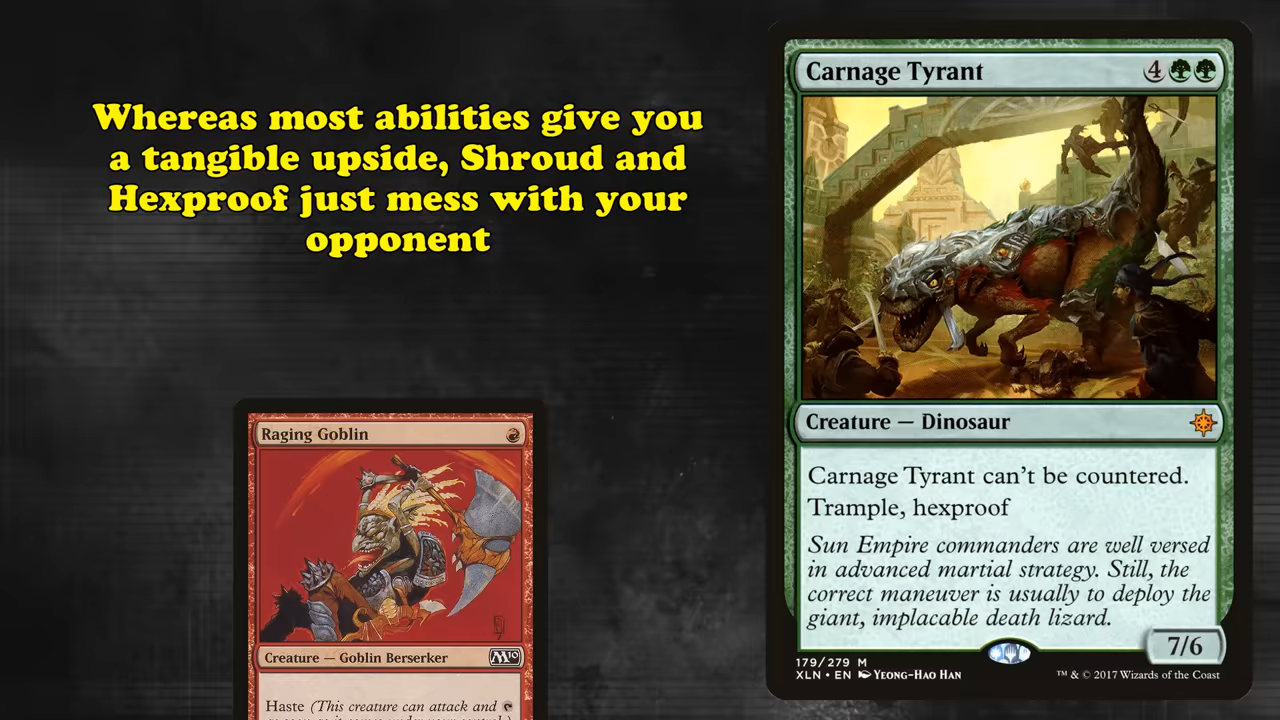 Whereas most abilities give you
a tangible upside, Shroud and
Hexproof just mess with your
opponent
Carnage Tyrant 4
Creature — Dinosaur
Carnage Tyrant can't be countered.
Trample, hexproof
Sun Empire commanders are well versed
in advanced martial strategy. Still, the
correct maneuver is usually to deploy the
giant, implacable death lizard.
7/6
179/279 M
XLN • EN Yeong-Hao Han
™ & © 2017 Wizards of the Coast
Raging Goblin
Creature — Goblin Berserker
M10
Haste (This creature can attack and